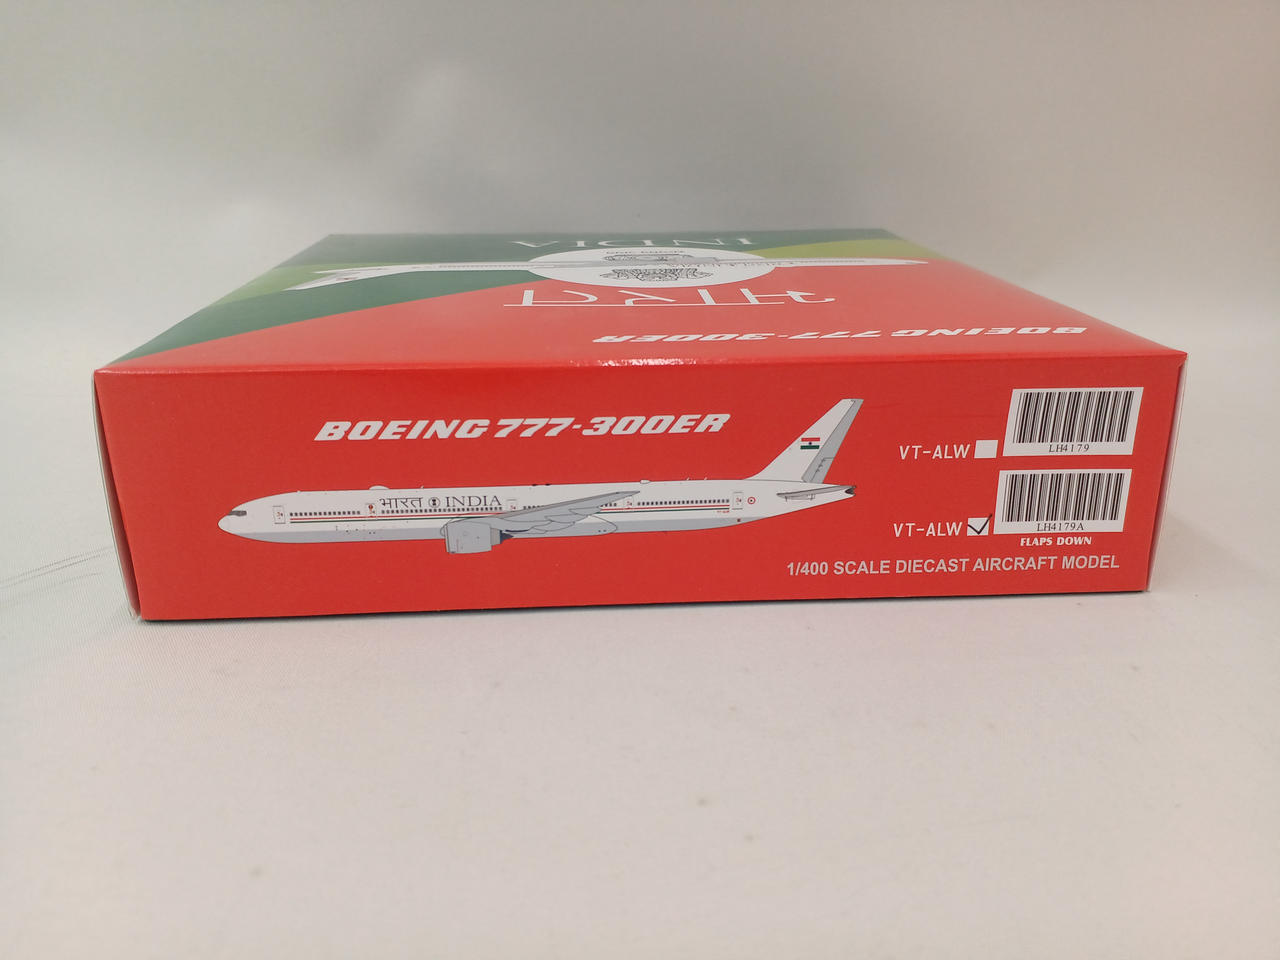 INDIA
भारत
BOEING 777-300ER
BOEING 777-300ER
भारत INDIA
VT-ALW
LH4179
VT-ALW
LH4179A
FLAPS DOWN
1/400 SCALE DIECAST AIRCRAFT MODEL